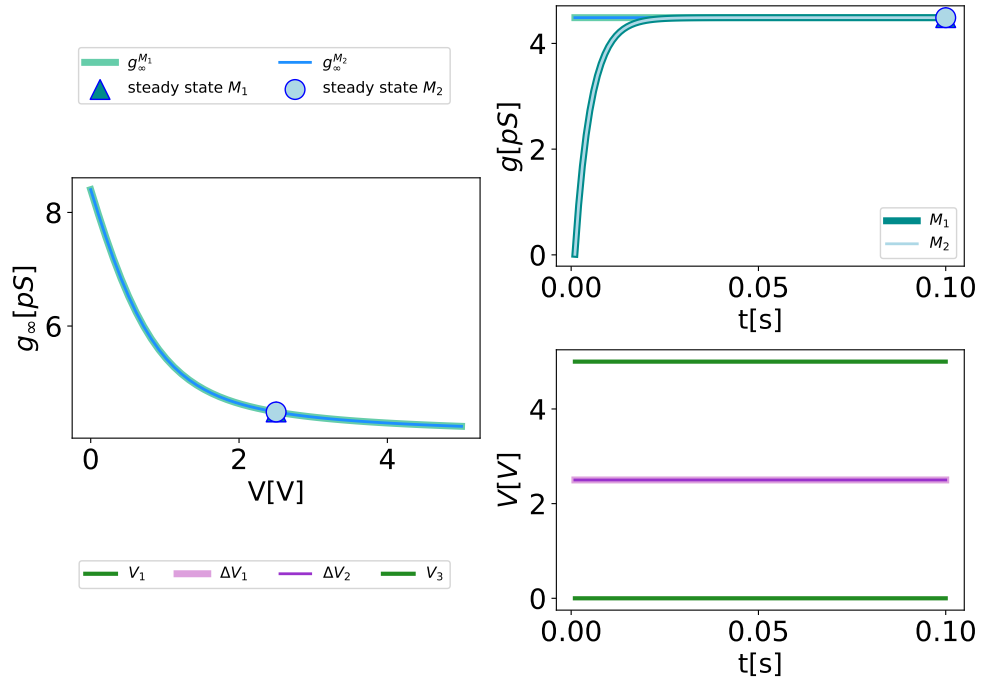 g∞^M₁ g∞^M₂
steady state M₁ steady state M₂
8
6
g∞[pS]
0 2 4
V[V]
V₁ ΔV₁ ΔV₂ V₃
4
2
0
g[pS]
M₁
M₂
0.00 0.05 0.10
t[s]
4
2
0
V[V]
0.00 0.05 0.10
t[s]